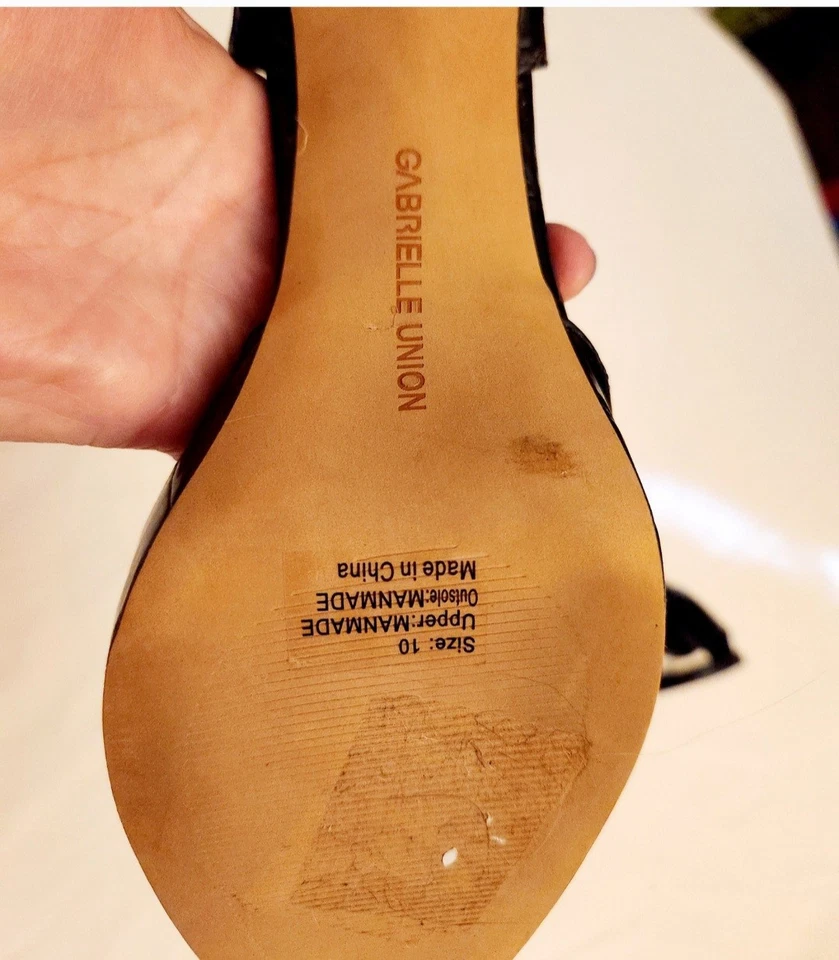 GABRIELLE UNION
Size: 10
Upper:MANMADE
Outsole:MANMADE
Made in China